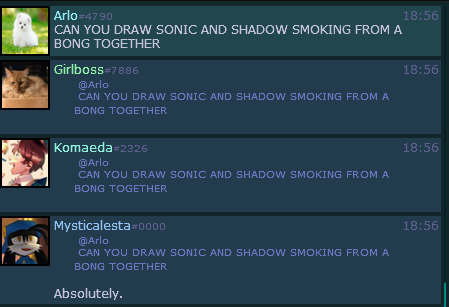 Arlo#4790 18:56
CAN YOU DRAW SONIC AND SHADOW SMOKING FROM A
BONG TOGETHER
Girlboss#7886 18:56
@Arlo
CAN YOU DRAW SONIC AND SHADOW SMOKING FROM A
BONG TOGETHER
Komaeda#2326 18:56
@Arlo
CAN YOU DRAW SONIC AND SHADOW SMOKING FROM A
BONG TOGETHER
Mysticalesta#0000 18:56
@Arlo
CAN YOU DRAW SONIC AND SHADOW SMOKING FROM A
BONG TOGETHER
Absolutely.